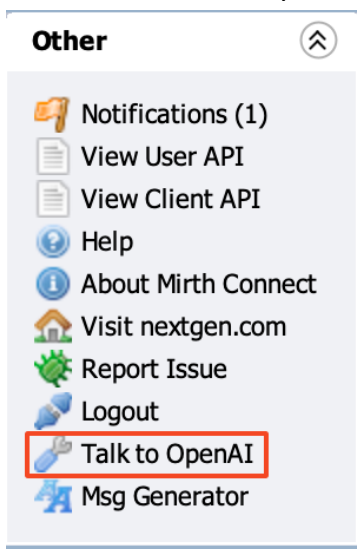 Other
Notifications (1)
View User API
View Client API
Help
About Mirth Connect
Visit nextgen.com
Report Issue
Logout
Talk to OpenAI
Msg Generator